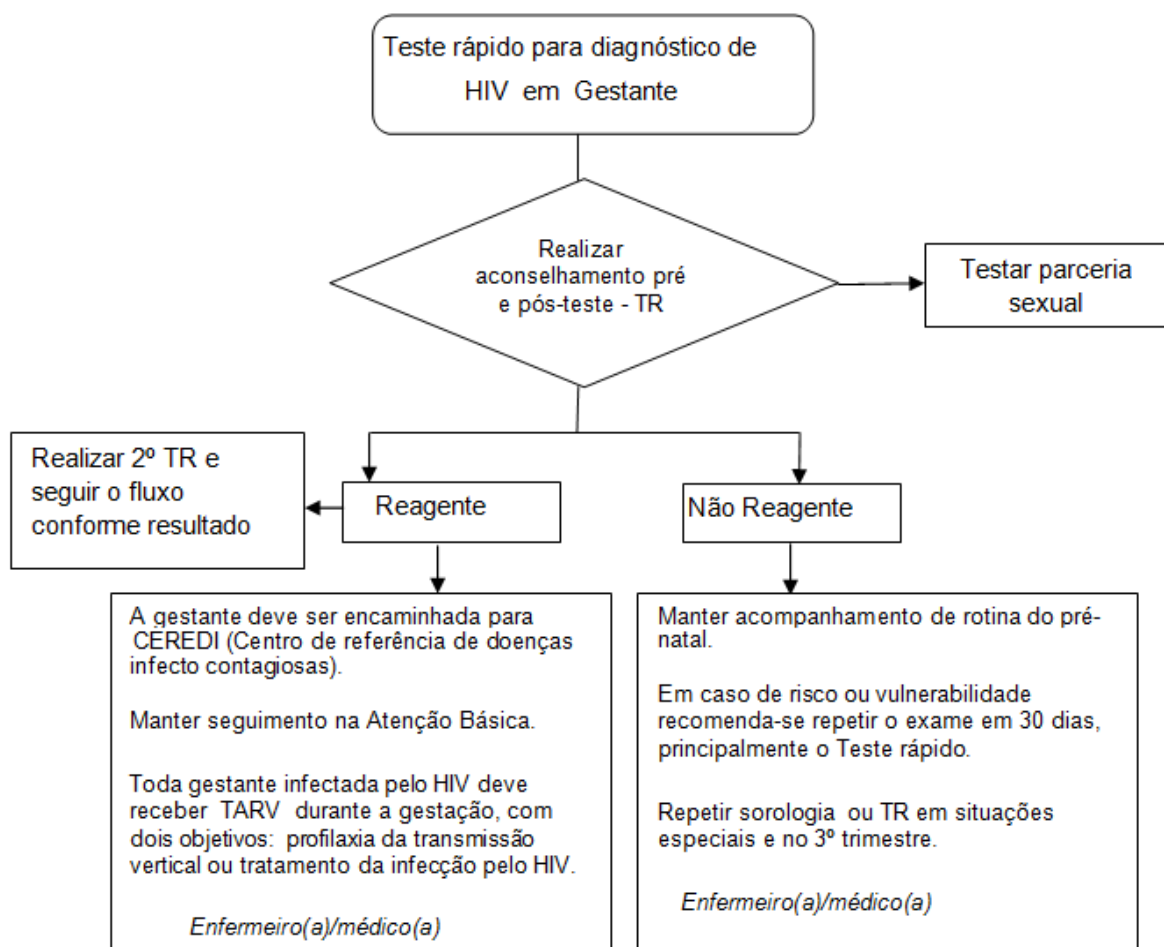 Teste rápido para diagnóstico de
HIV em Gestante
Realizar
aconselhamento pré
e pós-teste - TR
Testar parceria
sexual
Realizar 2º TR e
seguir o fluxo
conforme resultado
Reagente
Não Reagente
A gestante deve ser encaminhada para
CEREDI (Centro de referência de doenças
infecto contagiosas).
Manter seguimento na Atenção Básica.
Toda gestante infectada pelo HIV deve
receber TARV durante a gestação, com
dois objetivos: profilaxia da transmissão
vertical ou tratamento da infecção pelo HIV.
Enfermeiro(a)/médico(a)
Manter acompanhamento de rotina do pré-
natal.
Em caso de risco ou vulnerabilidade
recomenda-se repetir o exame em 30 dias,
principalmente o Teste rápido.
Repetir sorologia ou TR em situações
especiais e no 3º trimestre.
Enfermeiro(a)/médico(a)